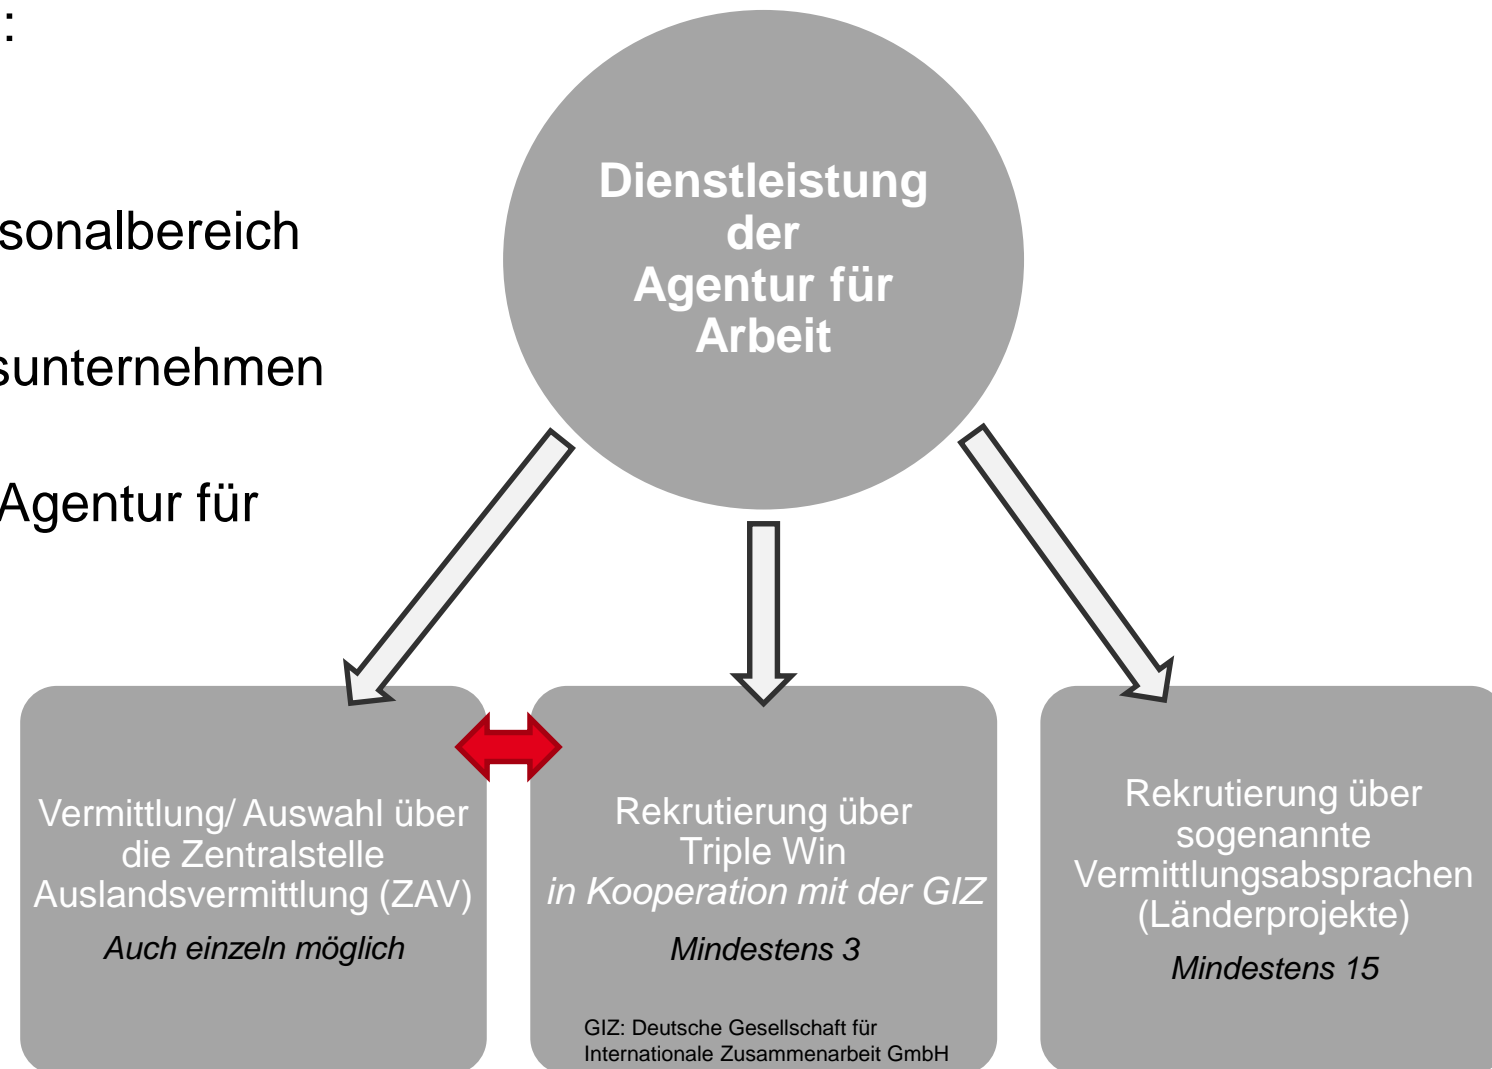 :
sonalbereich
sunternehmen
Agentur für
Dienstleistung
der
Agentur für
Arbeit
Vermittlung/ Auswahl über
die Zentralstelle
Auslandsvermittlung (ZAV)
Auch einzeln möglich
Rekrutierung über
Triple Win
in Kooperation mit der GIZ
Mindestens 3
GIZ: Deutsche Gesellschaft für
Internationale Zusammenarbeit GmbH
Rekrutierung über
sogenannte
Vermittlungsabsprachen
(Länderprojekte)
Mindestens 15